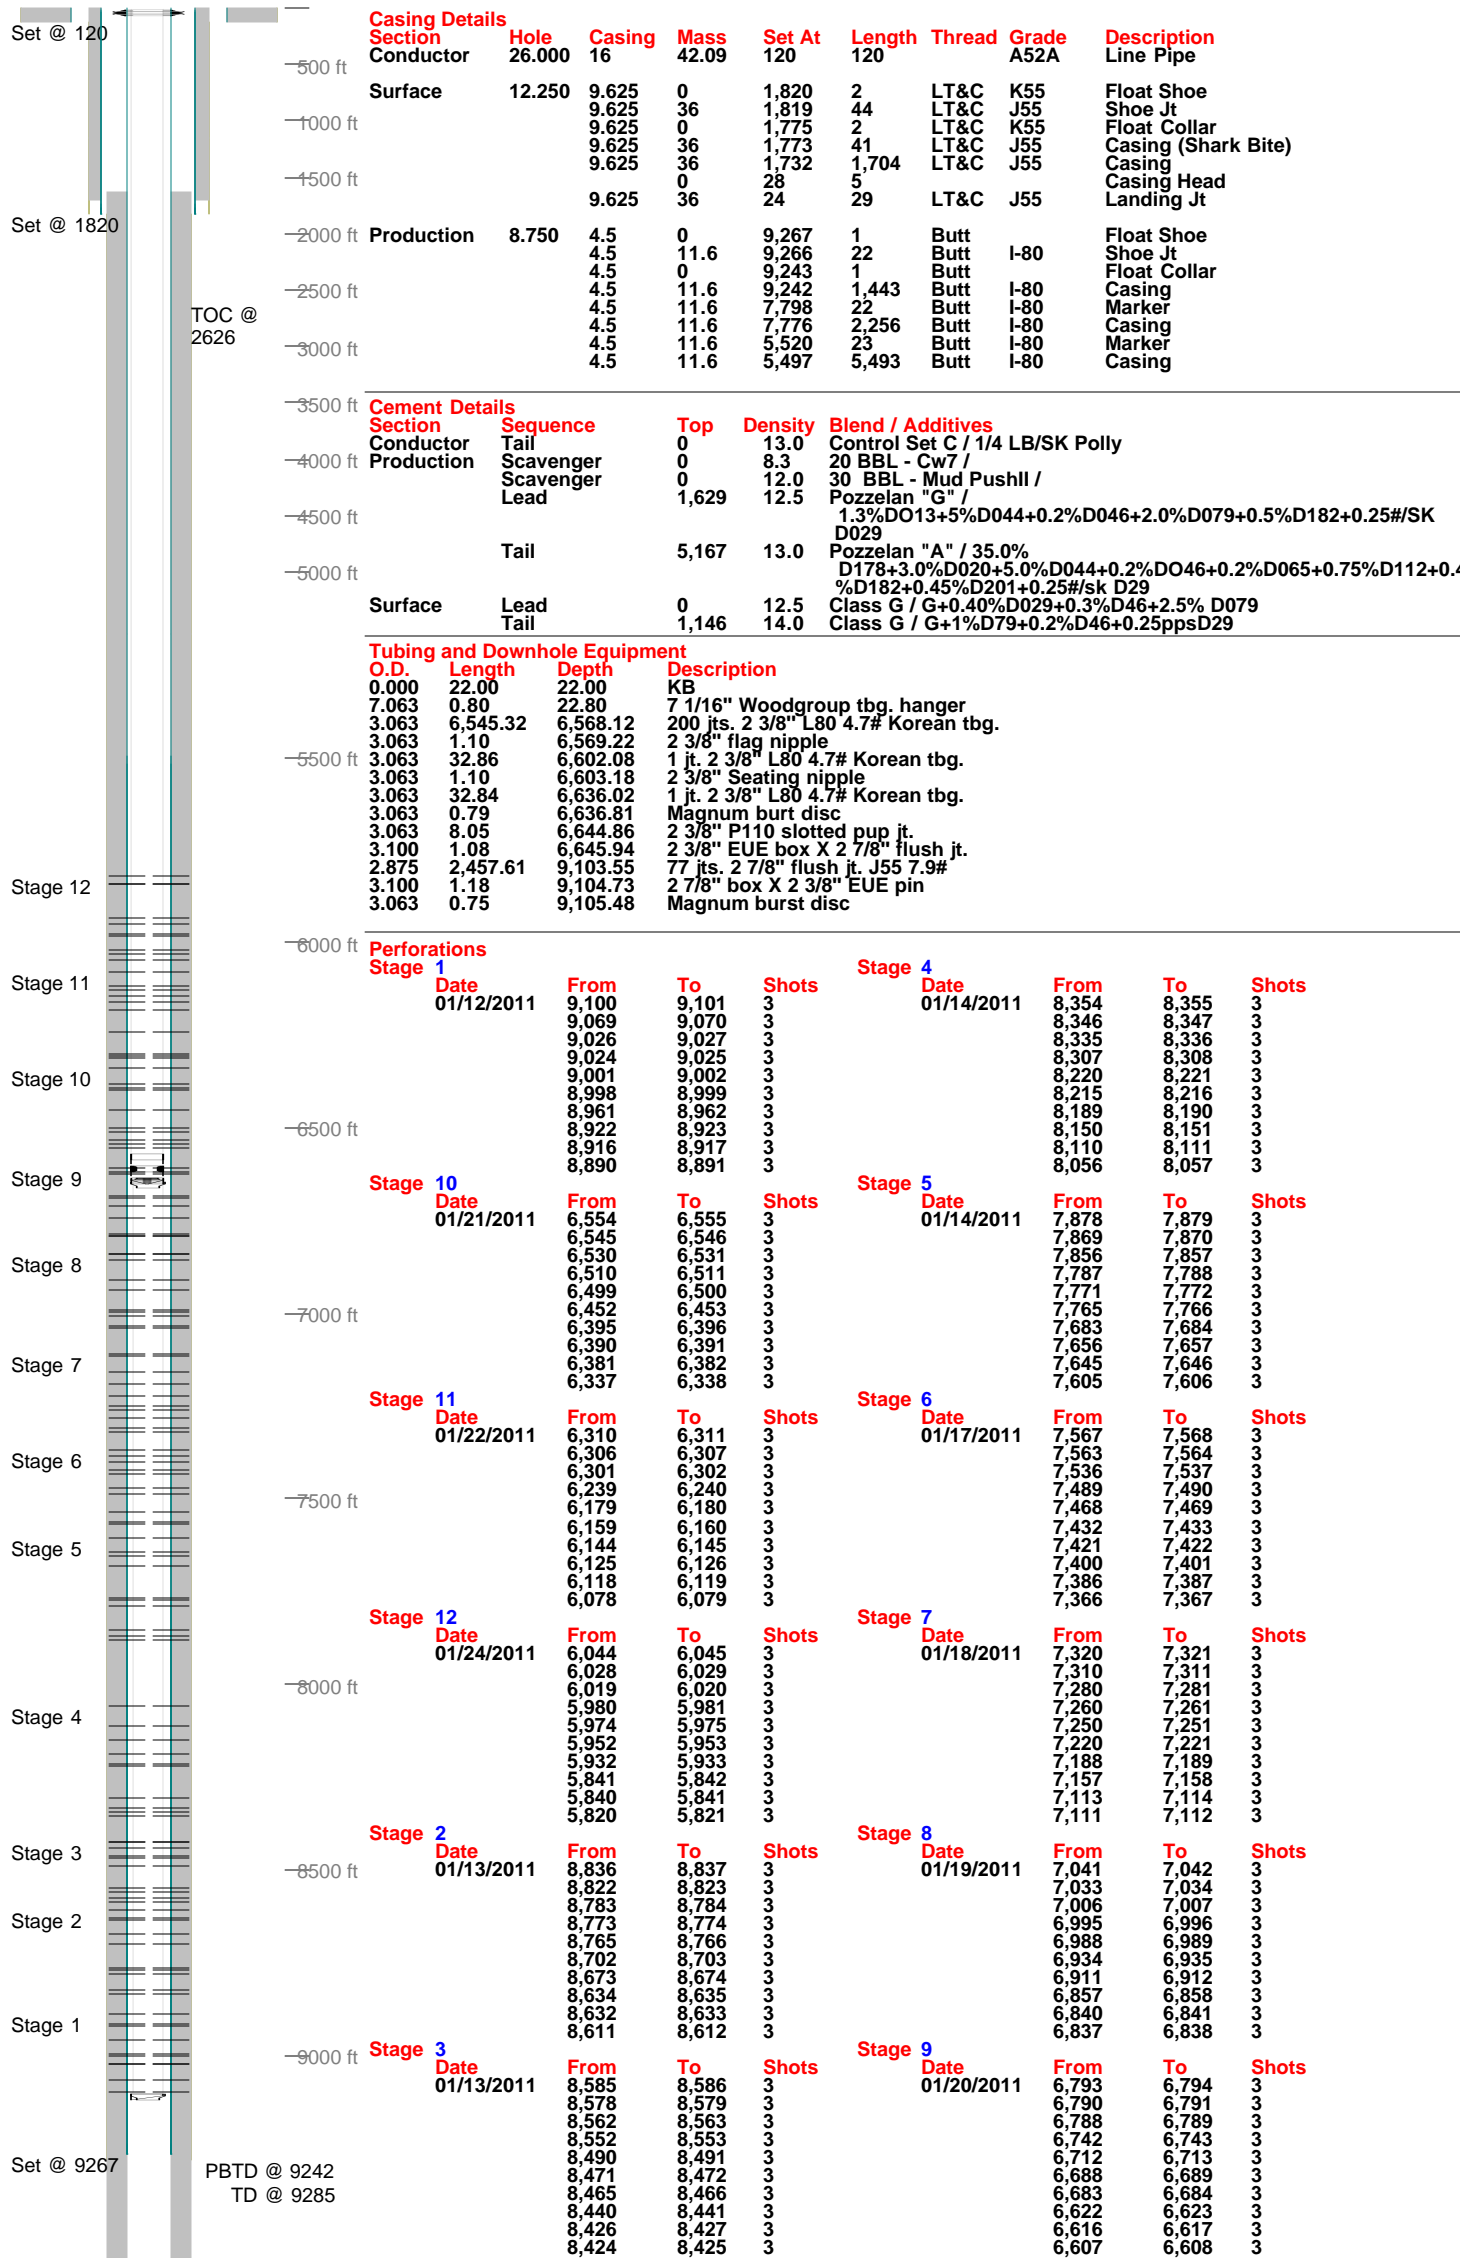 Set @ 120
Set @ 1820
TOC @
2626
Stage 12
Stage 11
Stage 10
Stage 9
Stage 8
Stage 7
Stage 6
Stage 5
Stage 4
Stage 3
Stage 2
Stage 1
Set @ 9267
PBTD @ 9242
TD @ 9285
500 ft
1000 ft
1500 ft
2000 ft
2500 ft
3000 ft
3500 ft
4000 ft
4500 ft
5000 ft
5500 ft
6000 ft
6500 ft
7000 ft
7500 ft
8000 ft
8500 ft
9000 ft
Casing Details
Section Hole Casing Mass Set At Length Thread Grade Description
Conductor 26.000 16 42.09 120 120 A52A Line Pipe
Surface 12.250 9.625 0 1,820 2 LT&C K55 Float Shoe
9.625 36 1,819 44 LT&C J55 Shoe Jt
9.625 0 1,775 2 LT&C K55 Float Collar
9.625 36 1,773 41 LT&C J55 Casing (Shark Bite)
9.625 36 1,732 1,704 LT&C J55 Casing
0 28 5 Casing Head
9.625 36 24 29 LT&C J55 Landing Jt
Production 8.750 4.5 0 9,267 1 Butt Float Shoe
4.5 11.6 9,266 22 Butt I-80 Shoe Jt
4.5 0 9,243 1 Butt Float Collar
4.5 11.6 9,242 1,443 Butt I-80 Casing
4.5 11.6 7,798 22 Butt I-80 Marker
4.5 11.6 7,776 2,256 Butt I-80 Casing
4.5 11.6 5,520 23 Butt I-80 Marker
4.5 11.6 5,497 5,493 Butt I-80 Casing
Cement Details
Section Sequence Top Density Blend / Additives
Conductor Tail 0 13.0 Control Set C / 1/4 LB/SK Polly
Production Scavenger 0 8.3 20 BBL - Cw7 /
Scavenger 0 12.0 30 BBL - Mud PushII /
Lead 1,629 12.5 Pozzelan "G" /
1.3%DO13+5%D044+0.2%D046+2.0%D079+0.5%D182+0.25#/SK
D029
Tail 5,167 13.0 Pozzelan "A" / 35.0%
D178+3.0%D020+5.0%D044+0.2%DO46+0.2%D065+0.75%D112+0.4
%D182+0.45%D201+0.25#/sk D29
Surface Lead 0 12.5 Class G / G+0.40%D029+0.3%D46+2.5% D079
Tail 1,146 14.0 Class G / G+1%D79+0.2%D46+0.25ppsD29
Tubing and Downhole Equipment
O.D. Length Depth Description
0.000 22.00 22.00 KB
7.063 0.80 22.80 7 1/16" Woodgroup tbg. hanger
3.063 6,545.32 6,568.12 200 jts. 2 3/8" L80 4.7# Korean tbg.
3.063 1.10 6,569.22 2 3/8" flag nipple
3.063 32.86 6,602.08 1 jt. 2 3/8" L80 4.7# Korean tbg.
3.063 1.10 6,603.18 2 3/8" Seating nipple
3.063 32.84 6,636.02 1 jt. 2 3/8" L80 4.7# Korean tbg.
3.063 0.79 6,636.81 Magnum burt disc
3.063 8.05 6,644.86 2 3/8" P110 slotted pup jt.
3.100 1.08 6,645.94 2 3/8" EUE box X 2 7/8" flush jt.
2.875 2,457.61 9,103.55 77 jts. 2 7/8" flush jt. J55 7.9#
3.100 1.18 9,104.73 2 7/8" box X 2 3/8" EUE pin
3.063 0.75 9,105.48 Magnum burst disc
Perforations
Stage 1
Date From To Shots
01/12/2011 9,100 9,101 3
9,069 9,070 3
9,026 9,027 3
9,024 9,025 3
9,001 9,002 3
8,998 8,999 3
8,961 8,962 3
8,922 8,923 3
8,916 8,917 3
8,890 8,891 3
Stage 10
Date From To Shots
01/21/2011 6,554 6,555 3
6,545 6,546 3
6,530 6,531 3
6,510 6,511 3
6,499 6,500 3
6,452 6,453 3
6,395 6,396 3
6,390 6,391 3
6,381 6,382 3
6,337 6,338 3
Stage 11
Date From To Shots
01/22/2011 6,310 6,311 3
6,306 6,307 3
6,301 6,302 3
6,239 6,240 3
6,179 6,180 3
6,159 6,160 3
6,144 6,145 3
6,125 6,126 3
6,118 6,119 3
6,078 6,079 3
Stage 12
Date From To Shots
01/24/2011 6,044 6,045 3
6,028 6,029 3
6,019 6,020 3
5,980 5,981 3
5,974 5,975 3
5,952 5,953 3
5,932 5,933 3
5,841 5,842 3
5,840 5,841 3
5,820 5,821 3
Stage 2
Date From To Shots
01/13/2011 8,836 8,837 3
8,822 8,823 3
8,783 8,784 3
8,773 8,774 3
8,765 8,766 3
8,702 8,703 3
8,673 8,674 3
8,634 8,635 3
8,632 8,633 3
8,611 8,612 3
Stage 3
Date From To Shots
01/13/2011 8,585 8,586 3
8,578 8,579 3
8,562 8,563 3
8,552 8,553 3
8,490 8,491 3
8,471 8,472 3
8,465 8,466 3
8,440 8,441 3
8,426 8,427 3
8,424 8,425 3
Stage 4
Date From To Shots
01/14/2011 8,354 8,355 3
8,346 8,347 3
8,335 8,336 3
8,307 8,308 3
8,220 8,221 3
8,215 8,216 3
8,189 8,190 3
8,150 8,151 3
8,110 8,111 3
8,056 8,057 3
Stage 5
Date From To Shots
01/14/2011 7,878 7,879 3
7,869 7,870 3
7,856 7,857 3
7,787 7,788 3
7,771 7,772 3
7,765 7,766 3
7,683 7,684 3
7,656 7,657 3
7,645 7,646 3
7,605 7,606 3
Stage 6
Date From To Shots
01/17/2011 7,567 7,568 3
7,563 7,564 3
7,536 7,537 3
7,489 7,490 3
7,468 7,469 3
7,432 7,433 3
7,421 7,422 3
7,400 7,401 3
7,386 7,387 3
7,366 7,367 3
Stage 7
Date From To Shots
01/18/2011 7,320 7,321 3
7,310 7,311 3
7,280 7,281 3
7,260 7,261 3
7,250 7,251 3
7,220 7,221 3
7,188 7,189 3
7,157 7,158 3
7,113 7,114 3
7,111 7,112 3
Stage 8
Date From To Shots
01/19/2011 7,041 7,042 3
7,033 7,034 3
7,006 7,007 3
6,995 6,996 3
6,988 6,989 3
6,934 6,935 3
6,911 6,912 3
6,857 6,858 3
6,840 6,841 3
6,837 6,838 3
Stage 9
Date From To Shots
01/20/2011 6,793 6,794 3
6,790 6,791 3
6,788 6,789 3
6,742 6,743 3
6,712 6,713 3
6,688 6,689 3
6,683 6,684 3
6,622 6,623 3
6,616 6,617 3
6,607 6,608 3